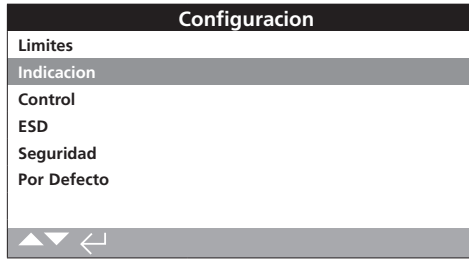 Configuracion
Limites
Indicacion
Control
ESD
Seguridad
Por Defecto